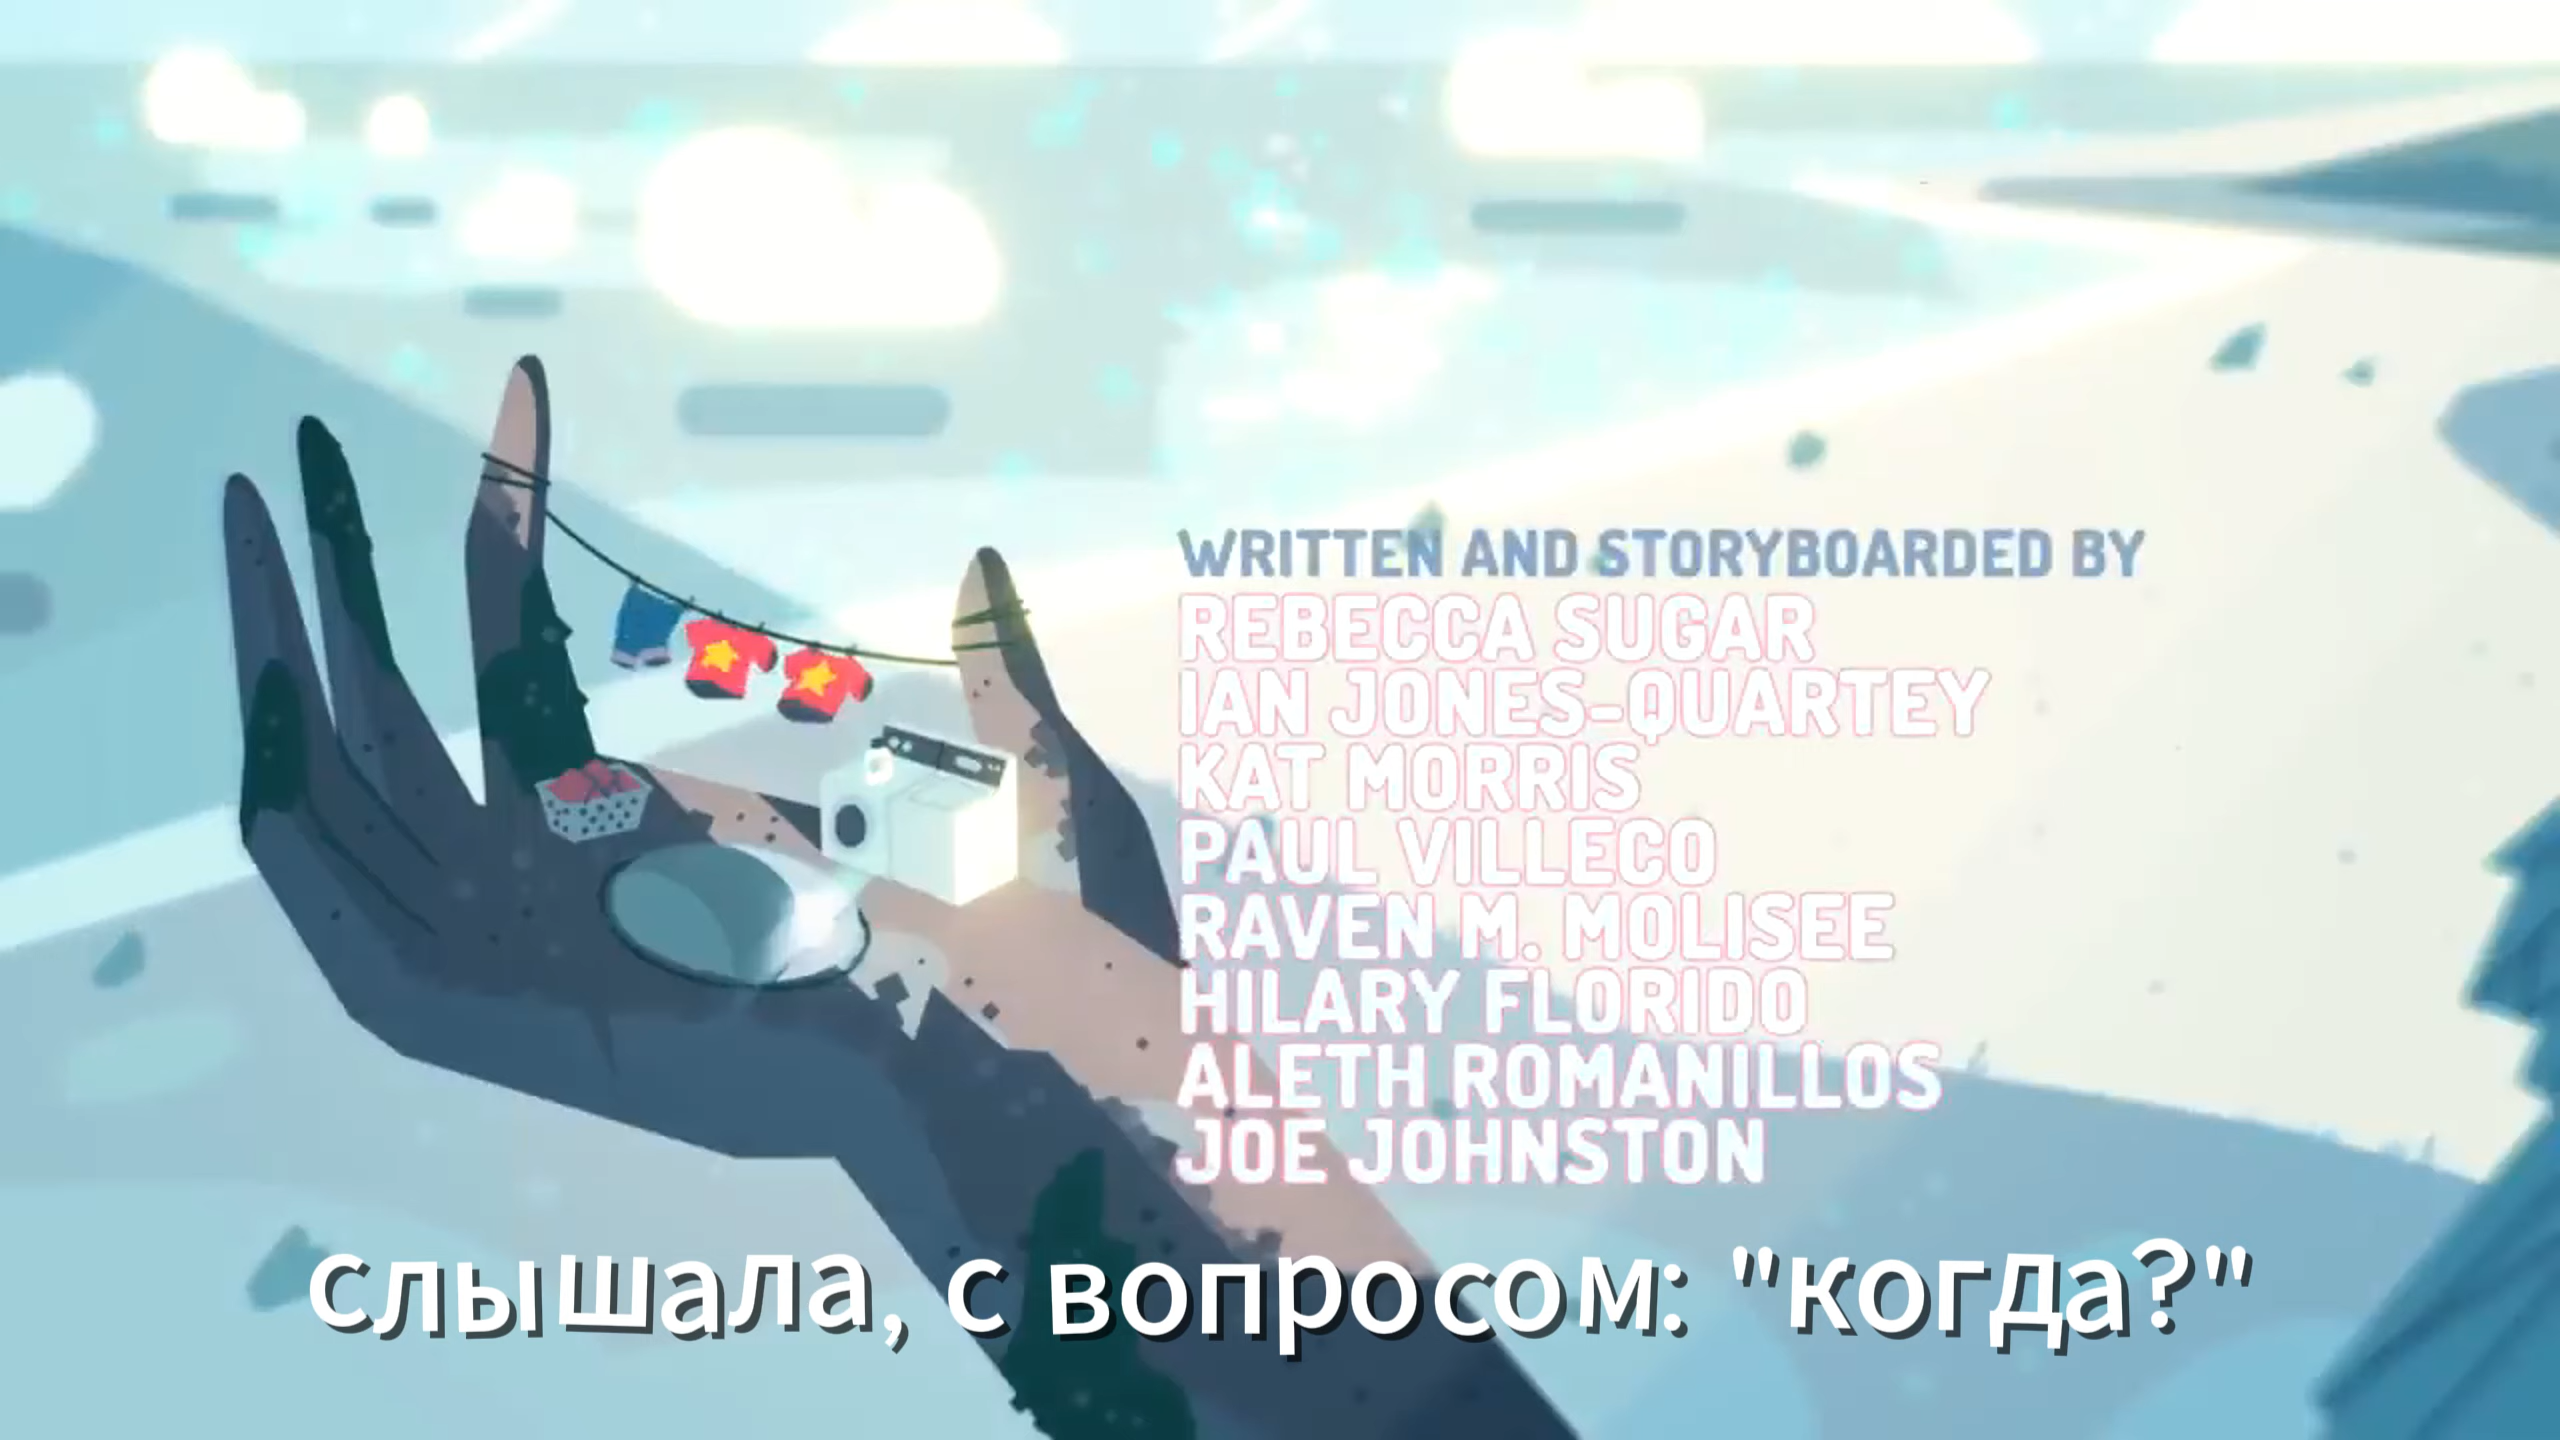 WRITTEN AND STORYBOARDED BY
REBECCA SUGAR
IAN JONES-QUARTEY
KAT MORRIS
PAUL VILLECO
RAVEN M. MOLISEE
HILARY FLORIDO
ALETH ROMANILLOS
JOE JOHNSTON
слышала, с вопросом: "когда?"